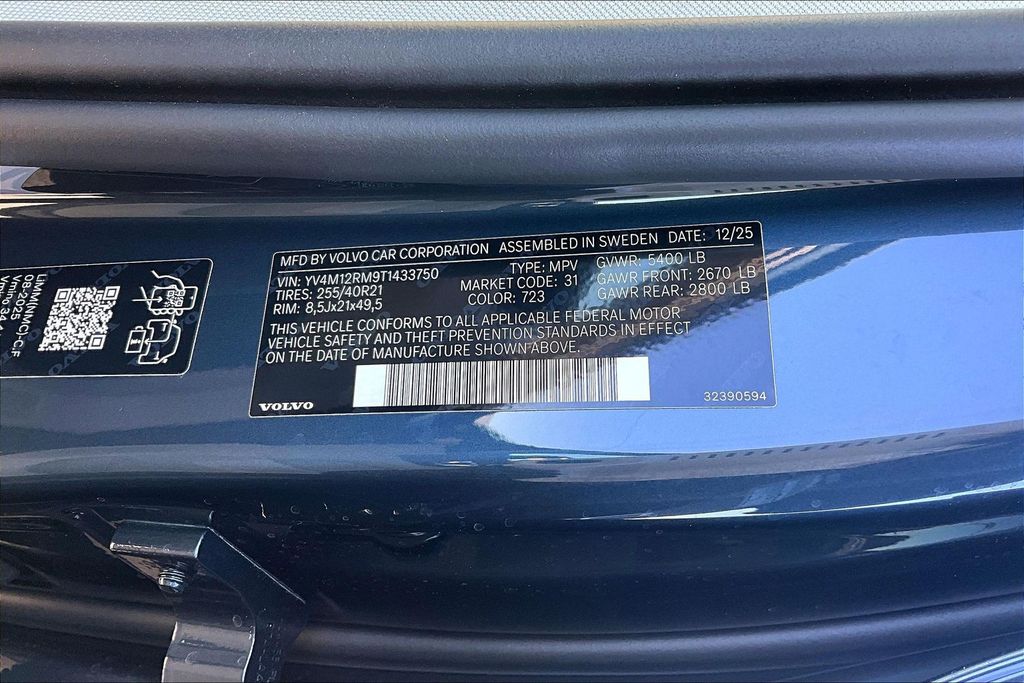 MFD BY VOLVO CAR CORPORATION ASSEMBLED IN SWEDEN DATE: 12/25
VIN: YV4M12RM9T1433750 TYPE: MPV GVWR: 5400 LB
TIRES: 255/40R21 MARKET CODE: 31 GAWR FRONT: 2670 LB
RIM: 8,5Jx21x49,5 COLOR: 723 GAWR REAR: 2800 LB
THIS VEHICLE CONFORMS TO ALL APPLICABLE FEDERAL MOTOR
VEHICLE SAFETY AND THEFT PREVENTION STANDARDS IN EFFECT
ON THE DATE OF MANUFACTURE SHOWN ABOVE.
VOLVO 32390594
08-2025